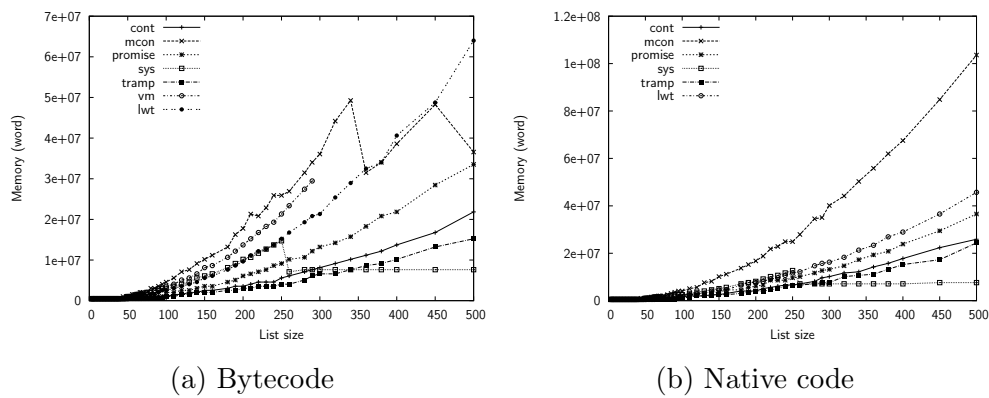 7e+07
6e+07
5e+07
4e+07
3e+07
2e+07
1e+07
0
Memory (word)
cont
mcon
promise
sys
tramp
vm
lwt
0 50 100 150 200 250 300 350 400 450 500
List size
(a) Bytecode
1.2e+08
1e+08
8e+07
6e+07
4e+07
2e+07
0
Memory (word)
cont
mcon
promise
sys
tramp
lwt
0 50 100 150 200 250 300 350 400 450 500
List size
(b) Native code